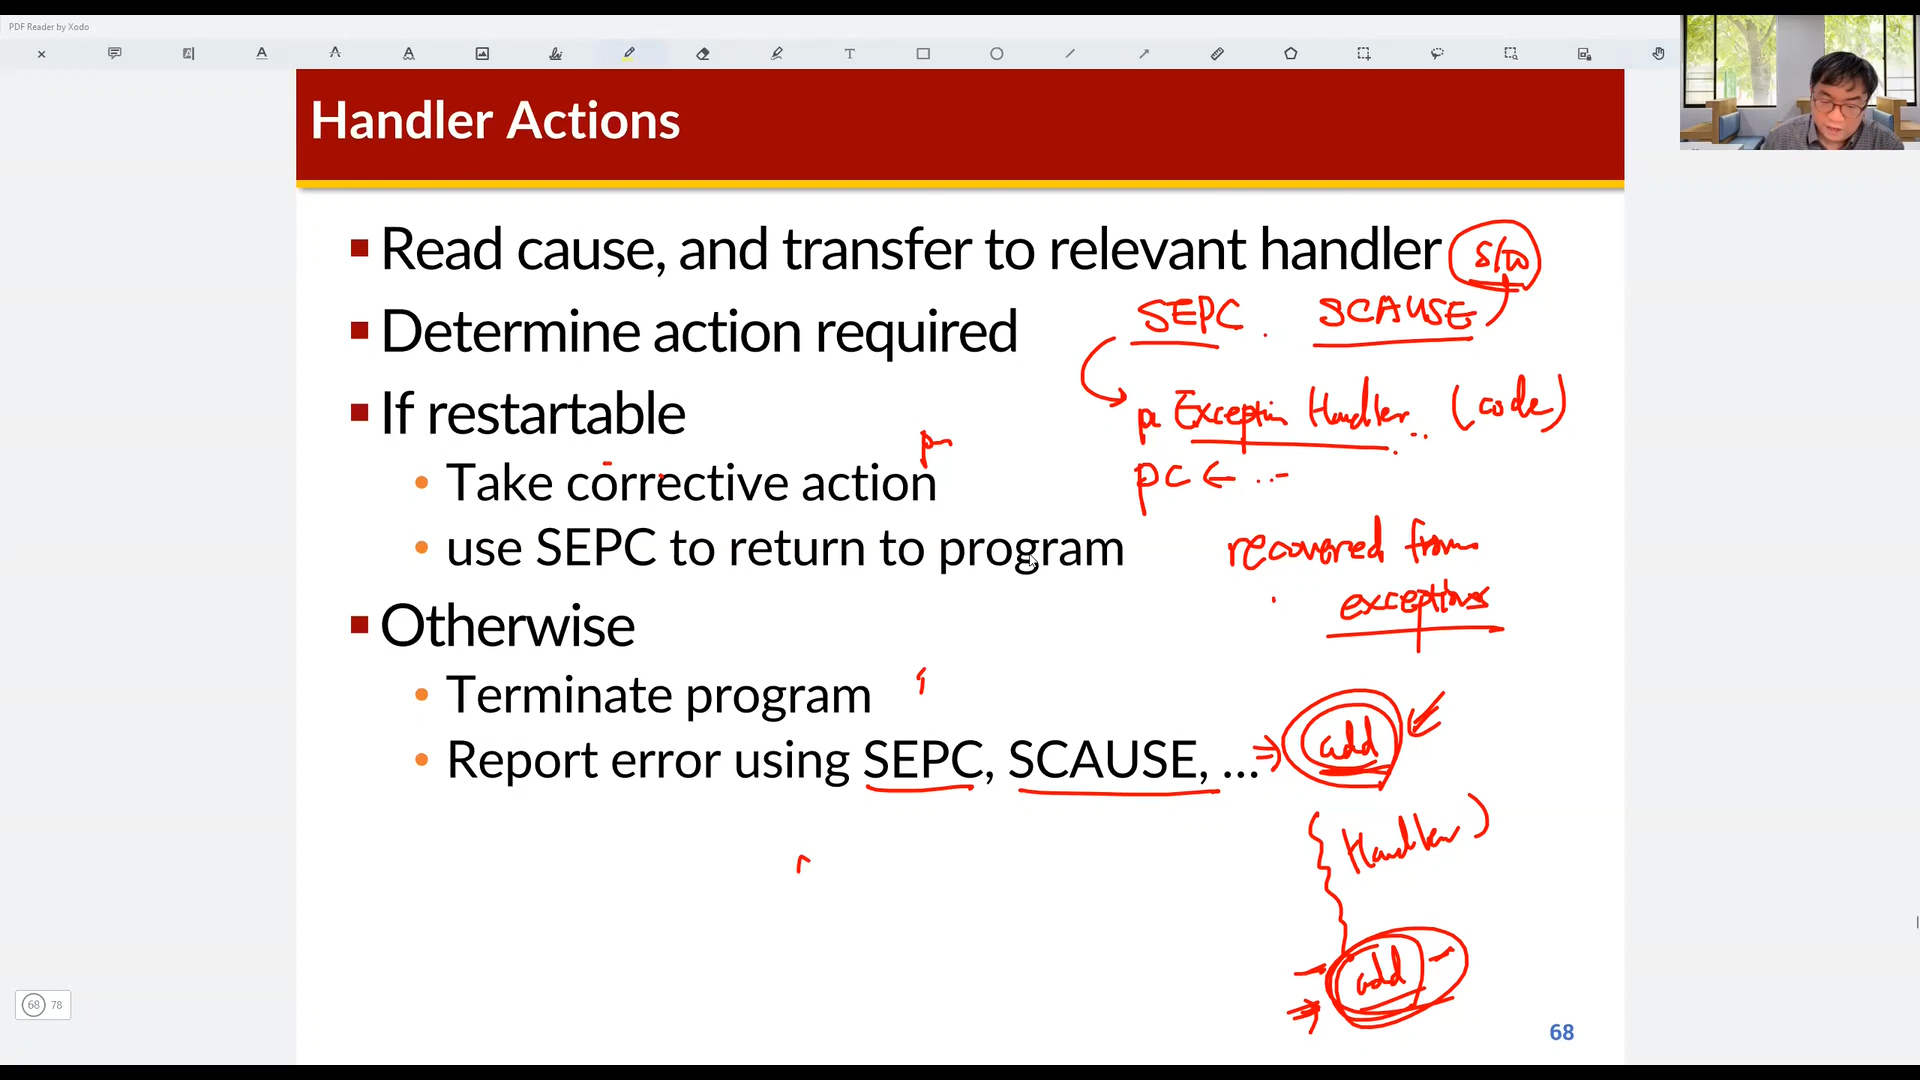 PDF Reader by Xodo
Handler Actions
Read cause, and transfer to relevant handler
S/W
SEPC . SCAUSE
Determine action required
Exception Handler (code)
If restartable
PC ← ...
Take corrective action
use SEPC to return to program
recovered from
exceptions
Otherwise
Terminate program
Report error using SEPC, SCAUSE, ...
add
Handler
add
68 78
68